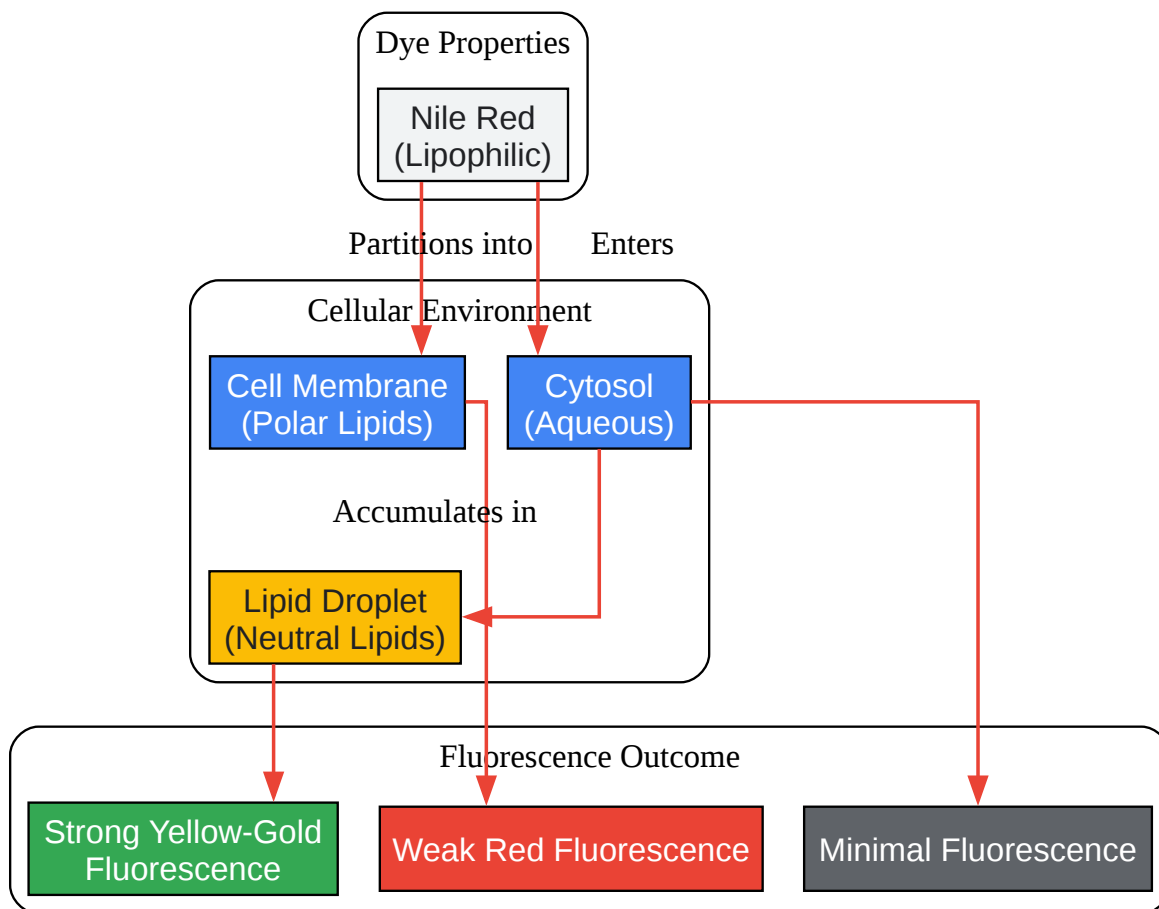 Dye Properties
Nile Red
(Lipophilic)
Partitions into
Enters
Cellular Environment
Cell Membrane
(Polar Lipids)
Cytosol
(Aqueous)
Accumulates in
Lipid Droplet
(Neutral Lipids)
Fluorescence Outcome
Strong Yellow-Gold
Fluorescence
Weak Red Fluorescence
Minimal Fluorescence